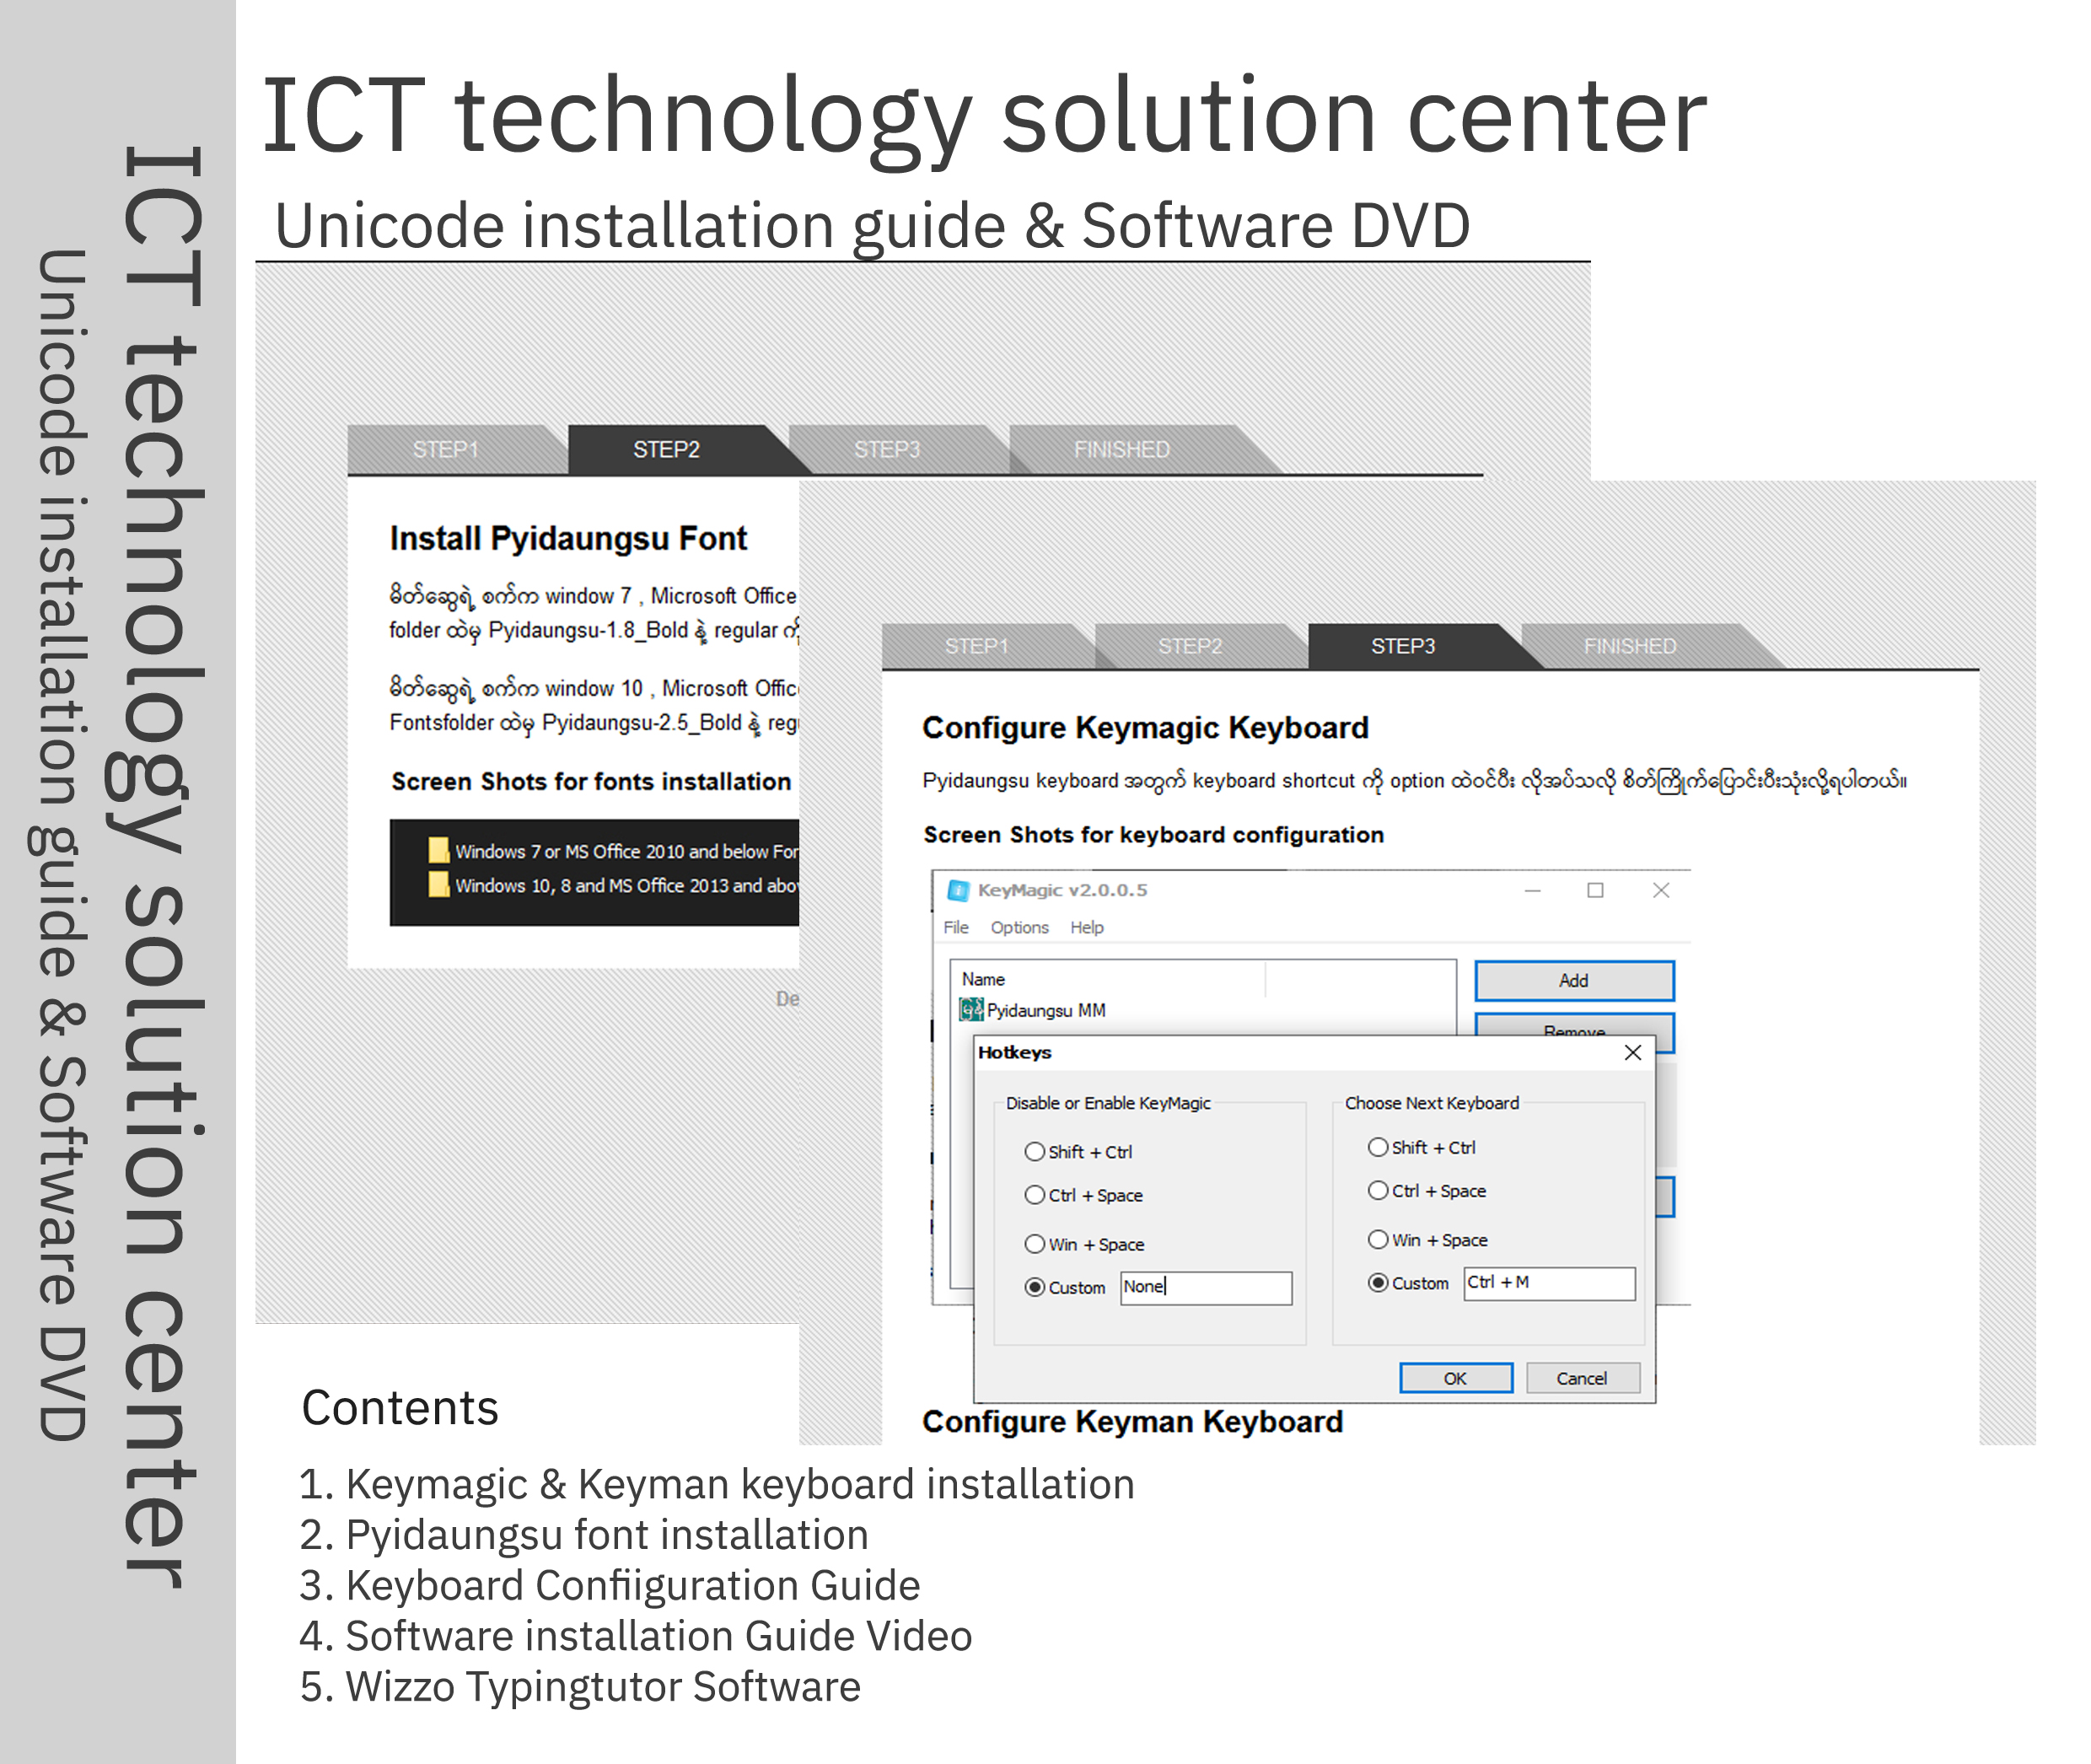 ICT technology solution center
Unicode installation guide & Software DVD
ICT technology solution center
Unicode installation guide & Software DVD
STEP1 STEP2 STEP3 FINISHED
Install Pyidaungsu Font
မိတ်ဆွေရဲ့ စက်က window 7 , Microsoft Office
folder ထဲမှ Pyidaungsu-1.8_Bold နဲ့ regular ကို
မိတ်ဆွေရဲ့ စက်က window 10 , Microsoft Offic
Fontsfolder ထဲမှ Pyidaungsu-2.5_Bold နဲ့ reg
Screen Shots for fonts installation
Windows 7 or MS Office 2010 and below For
Windows 10, 8 and MS Office 2013 and abo
De
STEP1 STEP2 STEP3 FINISHED
Configure Keymagic Keyboard
Pyidaungsu keyboard အတွက် keyboard shortcut ကို option ထဲဝင်ပီး လိုအပ်သလို စိတ်ကြိုက်ပြောင်းပီးသုံးလို့ရပါတယ်။
Screen Shots for keyboard configuration
KeyMagic v2.0.0.5
File Options Help
Name
Add
Pyidaungsu MM
Remove
Hotkeys
Disable or Enable KeyMagic
Shift + Ctrl
Ctrl + Space
Win + Space
Custom None
Choose Next Keyboard
Shift + Ctrl
Ctrl + Space
Win + Space
Custom Ctrl + M
OK Cancel
Configure Keyman Keyboard
Contents
1. Keymagic & Keyman keyboard installation
2. Pyidaungsu font installation
3. Keyboard Confiiguration Guide
4. Software installation Guide Video
5. Wizzo Typingtutor Software